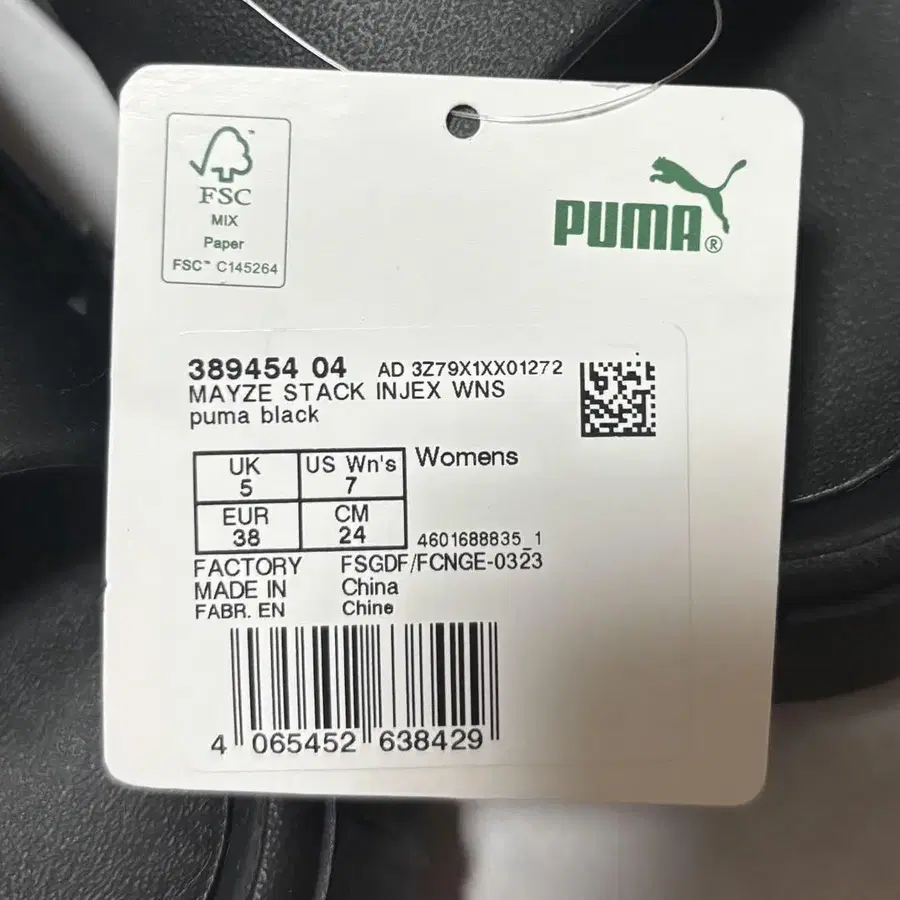 FSC™
MIX
Paper
FSC™ C145264
PUMA®
389454 04 AD 3Z79X1XX01272
MAYZE STACK INJEX WNS
puma black
UK 5 US Wn's 7
EUR 38 CM 24
Womens
4601688835_1
FACTORY FSGDF/FCNGE-0323
MADE IN China
FABR. EN Chine
4 065452 638429